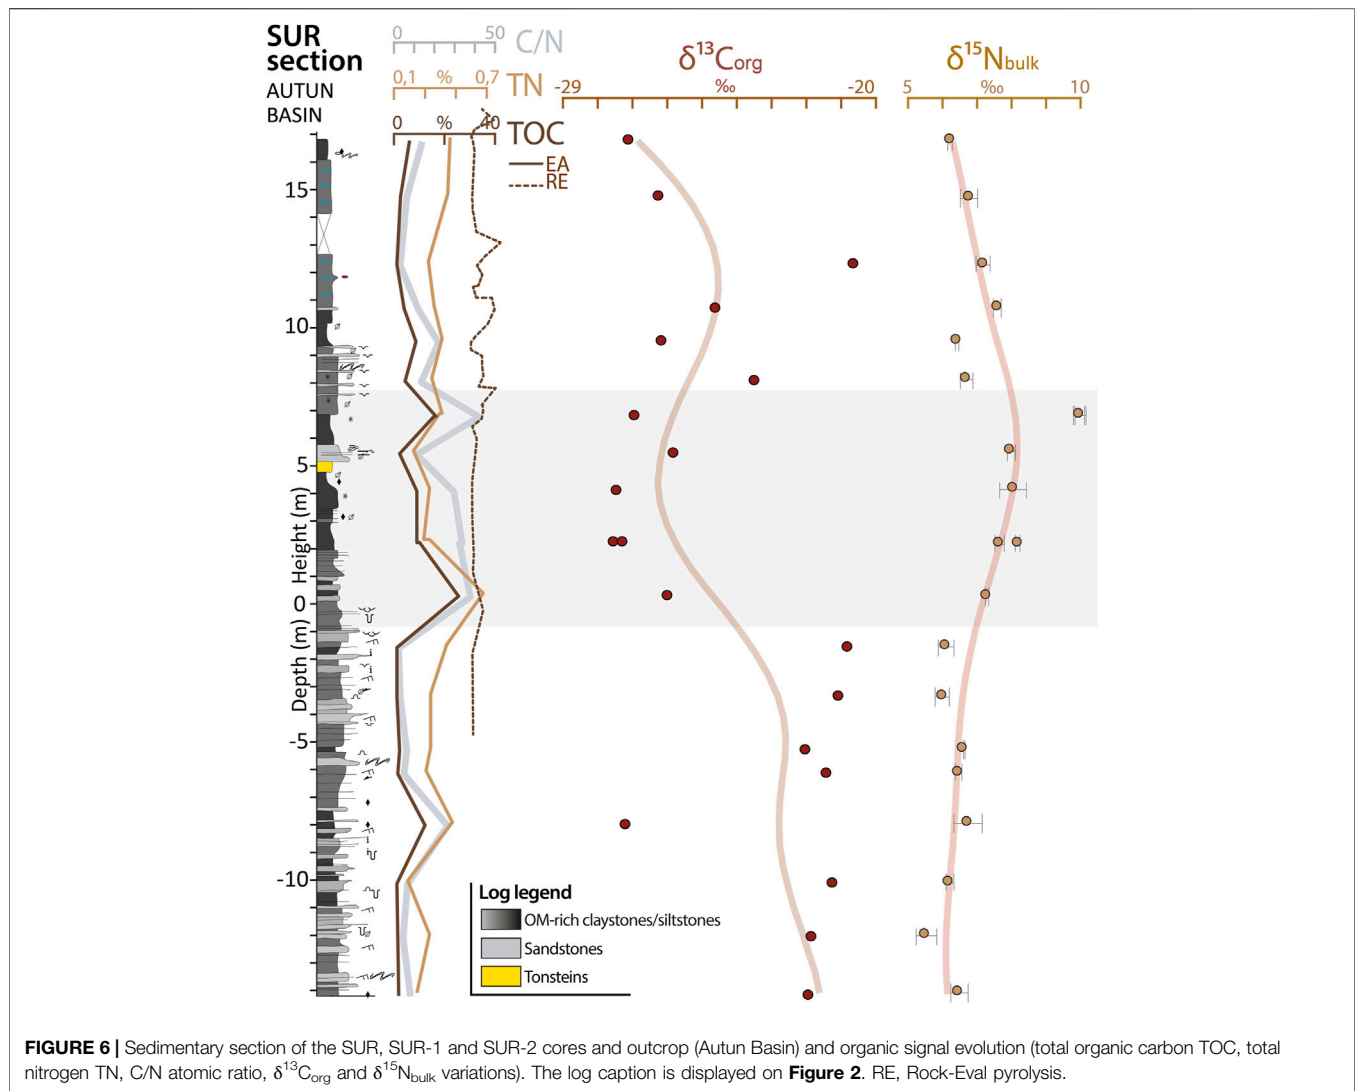 SUR
section
AUTUN
BASIN
0 50 C/N
0,1 % 0,7 TN
0 % 40 TOC
EA
RE
δ13Corg
-29 ‰ -20
δ15Nbulk
5 ‰ 10
15
10
5
0
-5
-10
Height (m)
Depth (m)
Log legend
OM-rich claystones/siltstones
Sandstones
Tonsteins
FIGURE 6 | Sedimentary section of the SUR, SUR-1 and SUR-2 cores and outcrop (Autun Basin) and organic signal evolution (total organic carbon TOC, total
nitrogen TN, C/N atomic ratio, δ13Corg and δ15Nbulk variations). The log caption is displayed on Figure 2. RE, Rock-Eval pyrolysis.